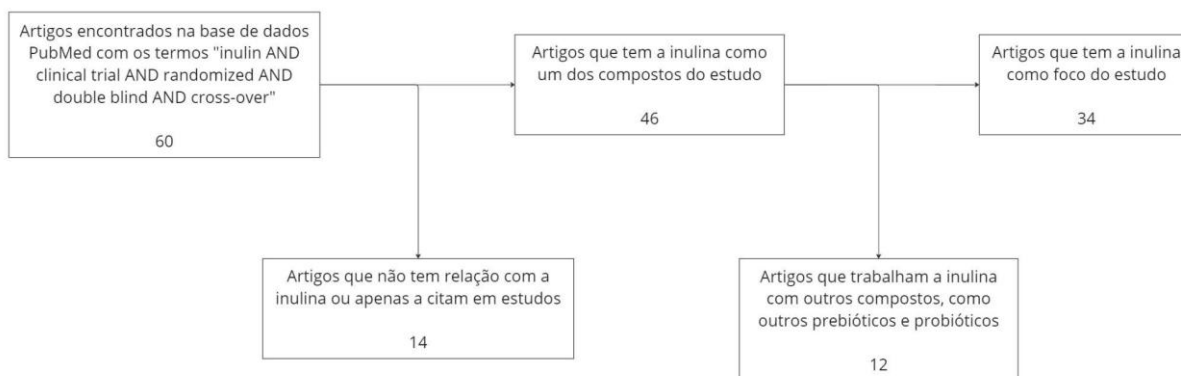 Artigos encontrados na base de dados
PubMed com os termos "inulin AND
clinical trial AND randomized AND
double blind AND cross-over"
60
Artigos que tem a inulina como
um dos compostos do estudo
46
Artigos que tem a inulina
como foco do estudo
34
Artigos que não tem relação com a
inulina ou apenas a citam em estudos
14
Artigos que trabalham a inulina
com outros compostos, como
outros prebióticos e probióticos
12